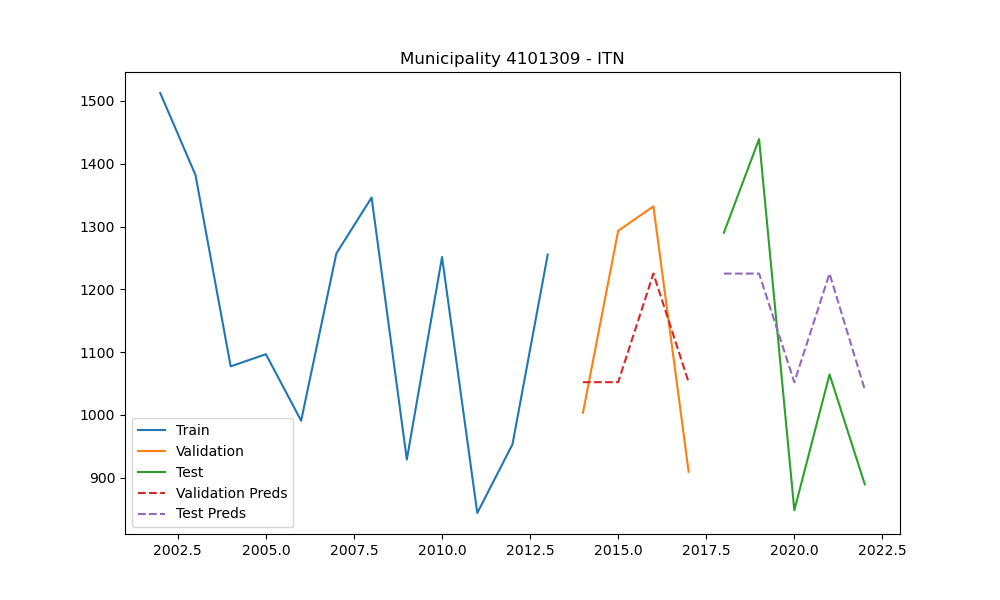 Municipality 4101309 - ITN
1500
1400
1300
1200
1100
1000
900
Train
Validation
Test
Validation Preds
Test Preds
2002.5 2005.0 2007.5 2010.0 2012.5 2015.0 2017.5 2020.0 2022.5